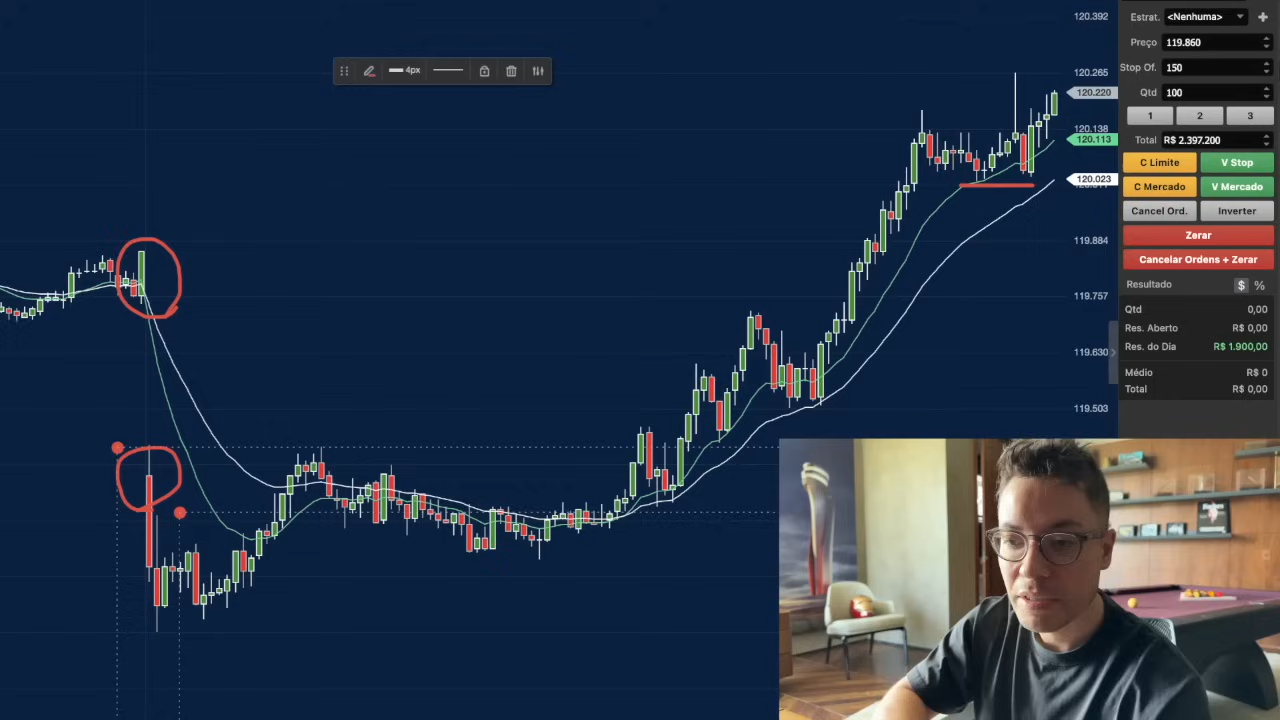 4px
120.392
120.265
120.220
120.138
120.113
120.023
119.884
119.757
119.630
119.503
Estrat. <Nenhuma>
Preço 119.860
Stop Of. 150
Qtd 100
1 2 3
Total R$ 2.397.200
C Limite V Stop
C Mercado V Mercado
Cancel Ord. Inverter
Zerar
Cancelar Ordens + Zerar
Resultado $ %
Qtd 0,00
Res. Aberto R$ 0,00
Res. do Dia R$ 1.900,00
Médio R$ 0
Total R$ 0,00